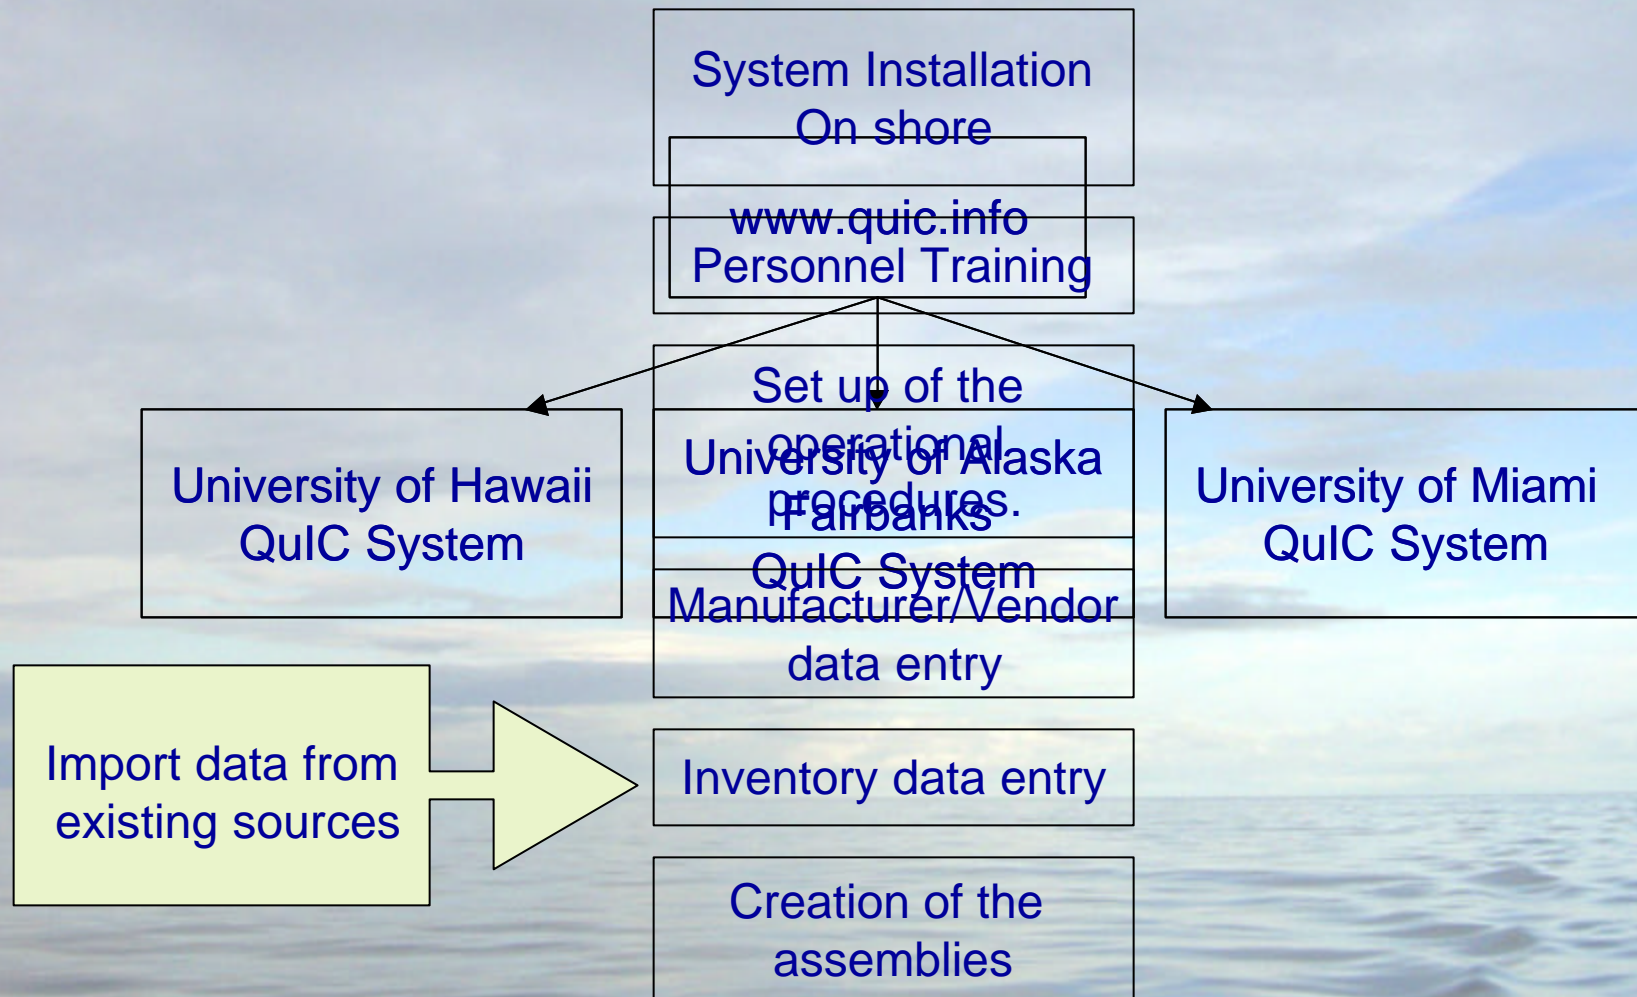 System Installation
On shore
www.quic.info
Personnel Training
Set up of the
operational
procedures.
University of Hawaii
QuIC System
University of Alaska
Fairbanks
QuIC System
University of Miami
QuIC System
Manufacturer/Vendor
data entry
Import data from
existing sources
Inventory data entry
Creation of the
assemblies